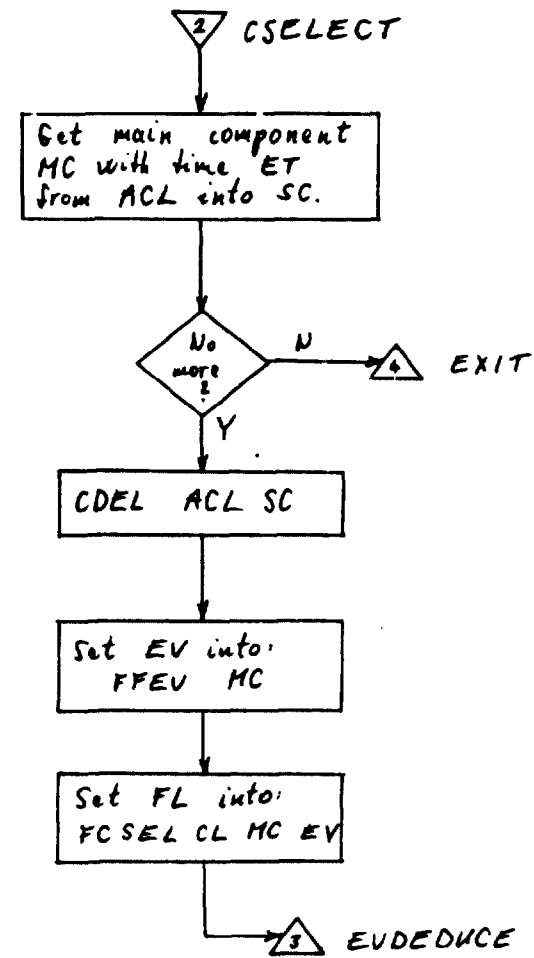 2 CSELECT
Get main component
MC with time ET
from ACL into SC.
No
more
?
N
4 EXIT
Y
CDEL ACL SC
Set EV into:
FFEV MC
Set FL into:
FCSEL CL MC EV
3 EVDEDUCE